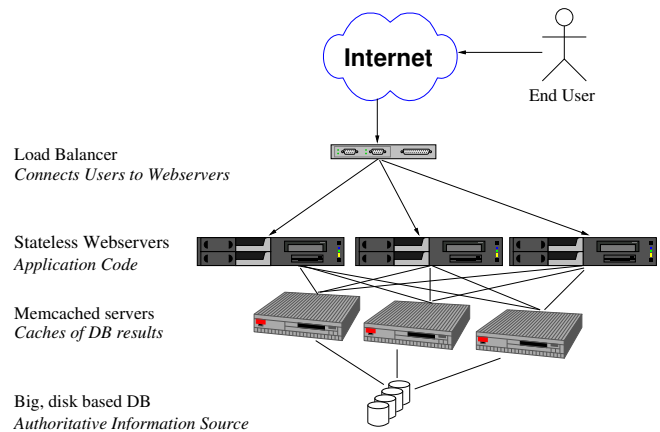 Internet
End User
Load Balancer
Connects Users to Webservers
Stateless Webservers
Application Code
Memcached servers
Caches of DB results
Big, disk based DB
Authoritative Information Source